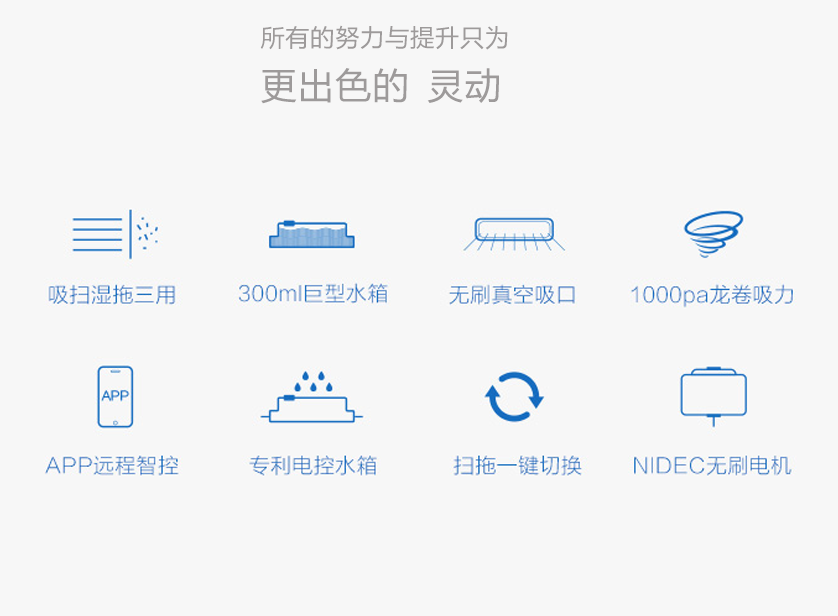 所有的努力与提升只为
更出色的 灵动
吸扫湿拖三用
300ml巨型水箱
无刷真空吸口
1000pa龙卷吸力
APP
APP远程智控
专利电控水箱
扫拖一键切换
NIDEC无刷电机